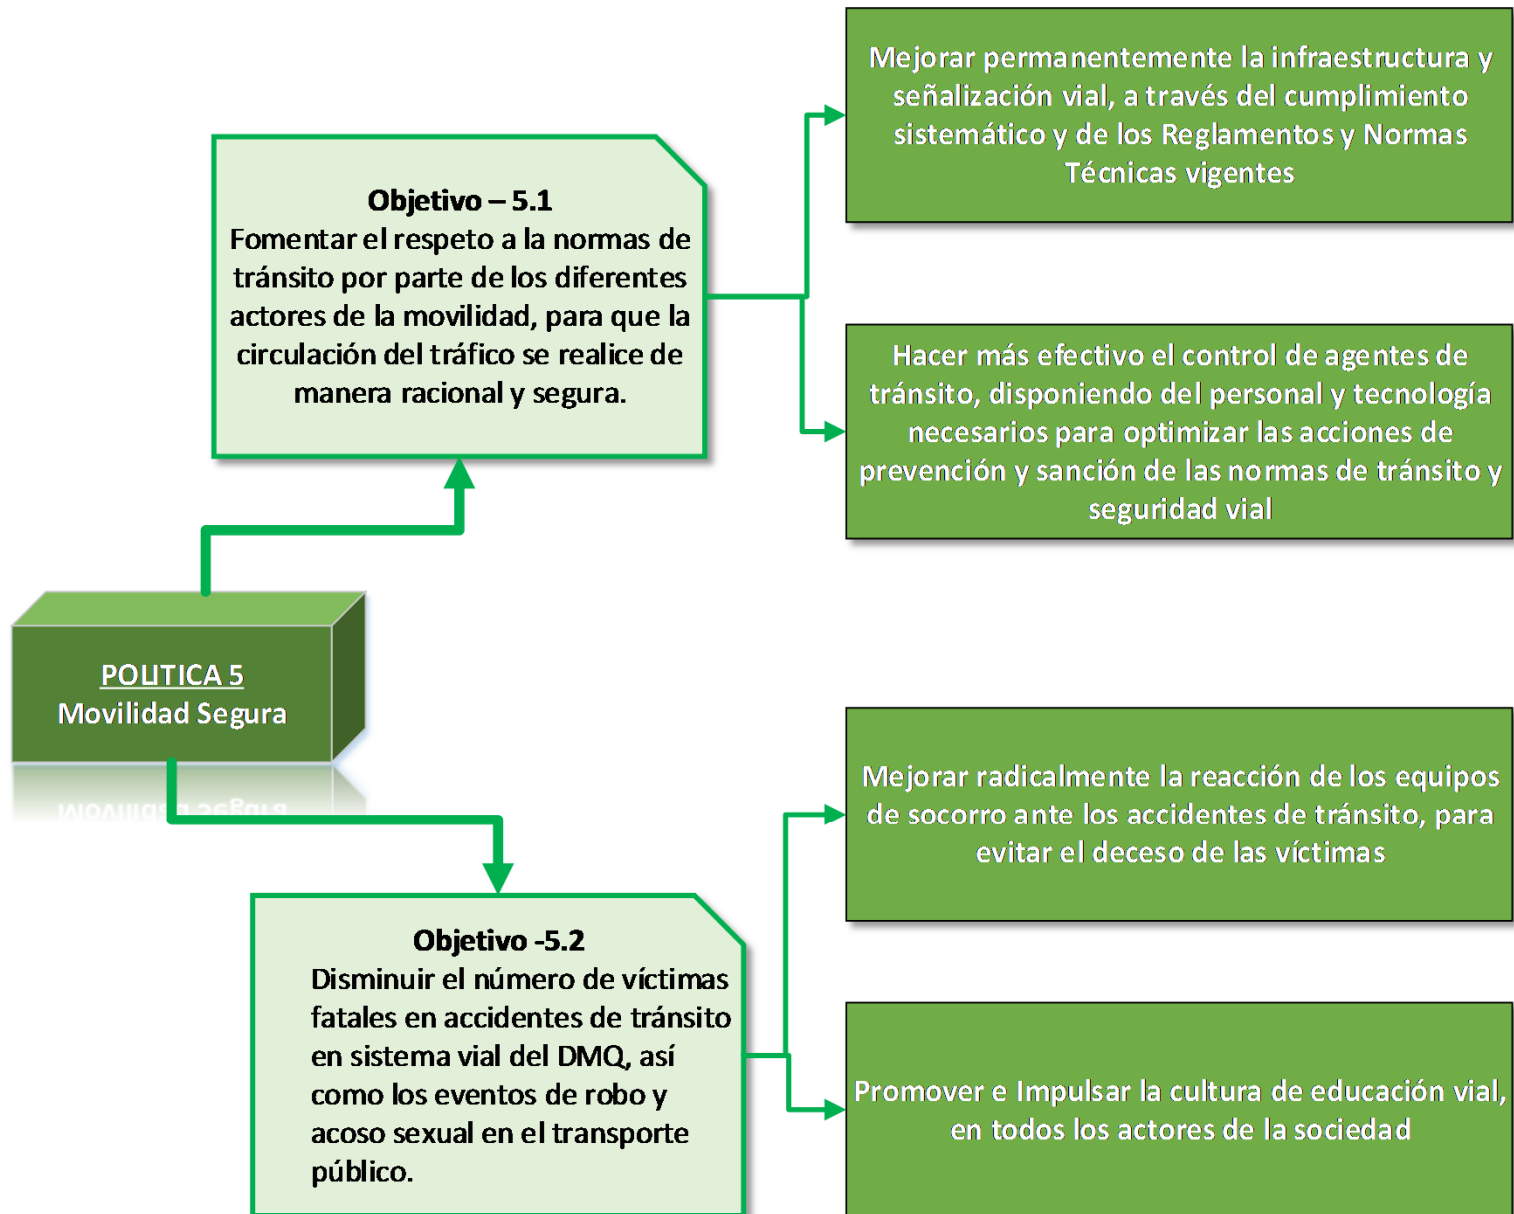 Mejorar permanentemente la infraestructura y
señalización vial, a través del cumplimiento
sistemático y de los Reglamentos y Normas
Técnicas vigentes
Objetivo – 5.1
Fomentar el respeto a la normas de
tránsito por parte de los diferentes
actores de la movilidad, para que la
circulación del tráfico se realice de
manera racional y segura.
Hacer más efectivo el control de agentes de
tránsito, disponiendo del personal y tecnología
necesarios para optimizar las acciones de
prevención y sanción de las normas de tránsito y
seguridad vial
POLITICA 5
Movilidad Segura
Mejorar radicalmente la reacción de los equipos
de socorro ante los accidentes de tránsito, para
evitar el deceso de las víctimas
Objetivo -5.2
Disminuir el número de víctimas
fatales en accidentes de tránsito
en sistema vial del DMQ, así
como los eventos de robo y
acoso sexual en el transporte
público.
Promover e Impulsar la cultura de educación vial,
en todos los actores de la sociedad